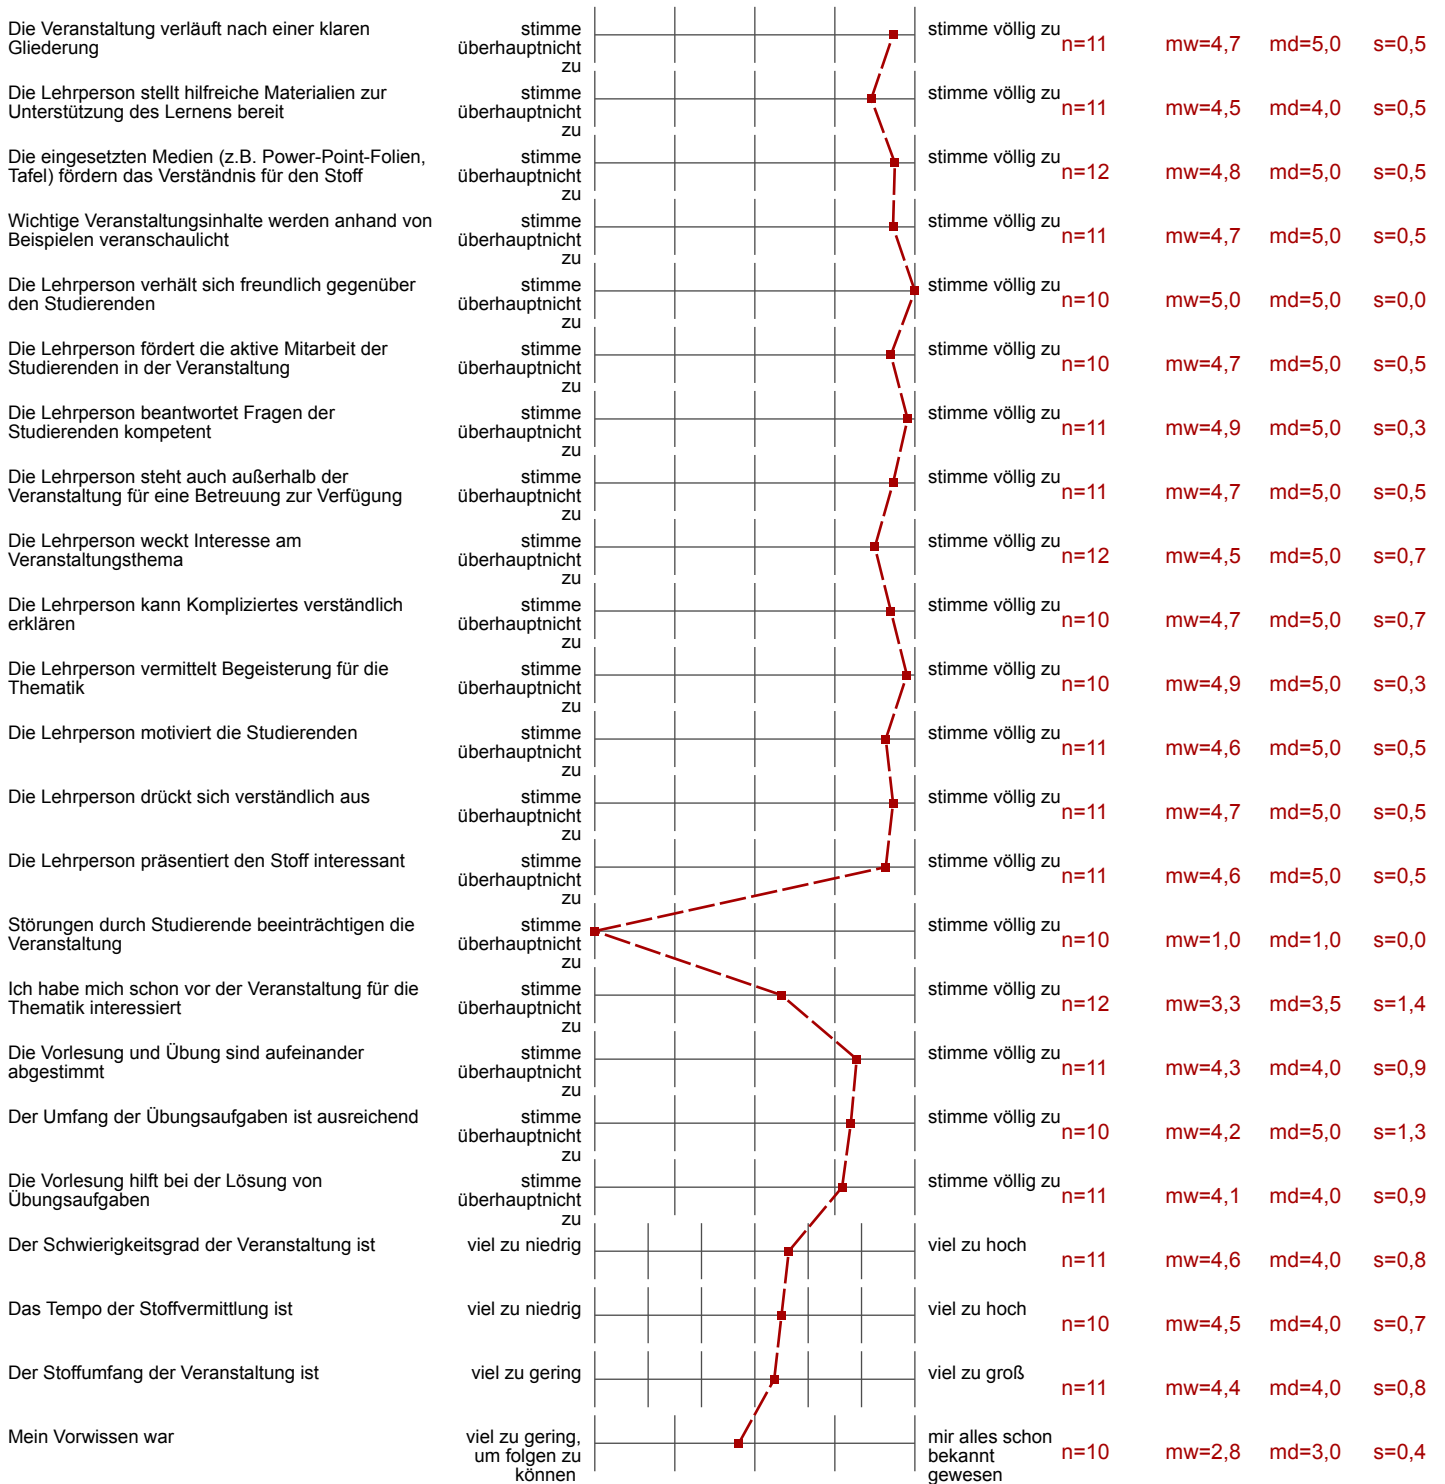 Die Veranstaltung verläuft nach einer klaren
Gliederung
stimme
überhauptnicht
zu
stimme völlig zu
n=11 mw=4,7 md=5,0 s=0,5
Die Lehrperson stellt hilfreiche Materialien zur
Unterstützung des Lernens bereit
stimme
überhauptnicht
zu
stimme völlig zu
n=11 mw=4,5 md=4,0 s=0,5
Die eingesetzten Medien (z.B. Power-Point-Folien,
Tafel) fördern das Verständnis für den Stoff
stimme
überhauptnicht
zu
stimme völlig zu
n=12 mw=4,8 md=5,0 s=0,5
Wichtige Veranstaltungsinhalte werden anhand von
Beispielen veranschaulicht
stimme
überhauptnicht
zu
stimme völlig zu
n=11 mw=4,7 md=5,0 s=0,5
Die Lehrperson verhält sich freundlich gegenüber
den Studierenden
stimme
überhauptnicht
zu
stimme völlig zu
n=10 mw=5,0 md=5,0 s=0,0
Die Lehrperson fördert die aktive Mitarbeit der
Studierenden in der Veranstaltung
stimme
überhauptnicht
zu
stimme völlig zu
n=10 mw=4,7 md=5,0 s=0,5
Die Lehrperson beantwortet Fragen der
Studierenden kompetent
stimme
überhauptnicht
zu
stimme völlig zu
n=11 mw=4,9 md=5,0 s=0,3
Die Lehrperson steht auch außerhalb der
Veranstaltung für eine Betreuung zur Verfügung
stimme
überhauptnicht
zu
stimme völlig zu
n=11 mw=4,7 md=5,0 s=0,5
Die Lehrperson weckt Interesse am
Veranstaltungsthema
stimme
überhauptnicht
zu
stimme völlig zu
n=12 mw=4,5 md=5,0 s=0,7
Die Lehrperson kann Kompliziertes verständlich
erklären
stimme
überhauptnicht
zu
stimme völlig zu
n=10 mw=4,7 md=5,0 s=0,7
Die Lehrperson vermittelt Begeisterung für die
Thematik
stimme
überhauptnicht
zu
stimme völlig zu
n=10 mw=4,9 md=5,0 s=0,3
Die Lehrperson motiviert die Studierenden
stimme
überhauptnicht
zu
stimme völlig zu
n=11 mw=4,6 md=5,0 s=0,5
Die Lehrperson drückt sich verständlich aus
stimme
überhauptnicht
zu
stimme völlig zu
n=11 mw=4,7 md=5,0 s=0,5
Die Lehrperson präsentiert den Stoff interessant
stimme
überhauptnicht
zu
stimme völlig zu
n=11 mw=4,6 md=5,0 s=0,5
Störungen durch Studierende beeinträchtigen die
Veranstaltung
stimme
überhauptnicht
zu
stimme völlig zu
n=10 mw=1,0 md=1,0 s=0,0
Ich habe mich schon vor der Veranstaltung für die
Thematik interessiert
stimme
überhauptnicht
zu
stimme völlig zu
n=12 mw=3,3 md=3,5 s=1,4
Die Vorlesung und Übung sind aufeinander
abgestimmt
stimme
überhauptnicht
zu
stimme völlig zu
n=11 mw=4,3 md=4,0 s=0,9
Der Umfang der Übungsaufgaben ist ausreichend
stimme
überhauptnicht
zu
stimme völlig zu
n=10 mw=4,2 md=5,0 s=1,3
Die Vorlesung hilft bei der Lösung von
Übungsaufgaben
stimme
überhauptnicht
zu
stimme völlig zu
n=11 mw=4,1 md=4,0 s=0,9
Der Schwierigkeitsgrad der Veranstaltung ist
viel zu niedrig
viel zu hoch
n=11 mw=4,6 md=4,0 s=0,8
Das Tempo der Stoffvermittlung ist
viel zu niedrig
viel zu hoch
n=10 mw=4,5 md=4,0 s=0,7
Der Stoffumfang der Veranstaltung ist
viel zu gering
viel zu groß
n=11 mw=4,4 md=4,0 s=0,8
Mein Vorwissen war
viel zu gering,
um folgen zu
können
mir alles schon
bekannt
gewesen
n=10 mw=2,8 md=3,0 s=0,4